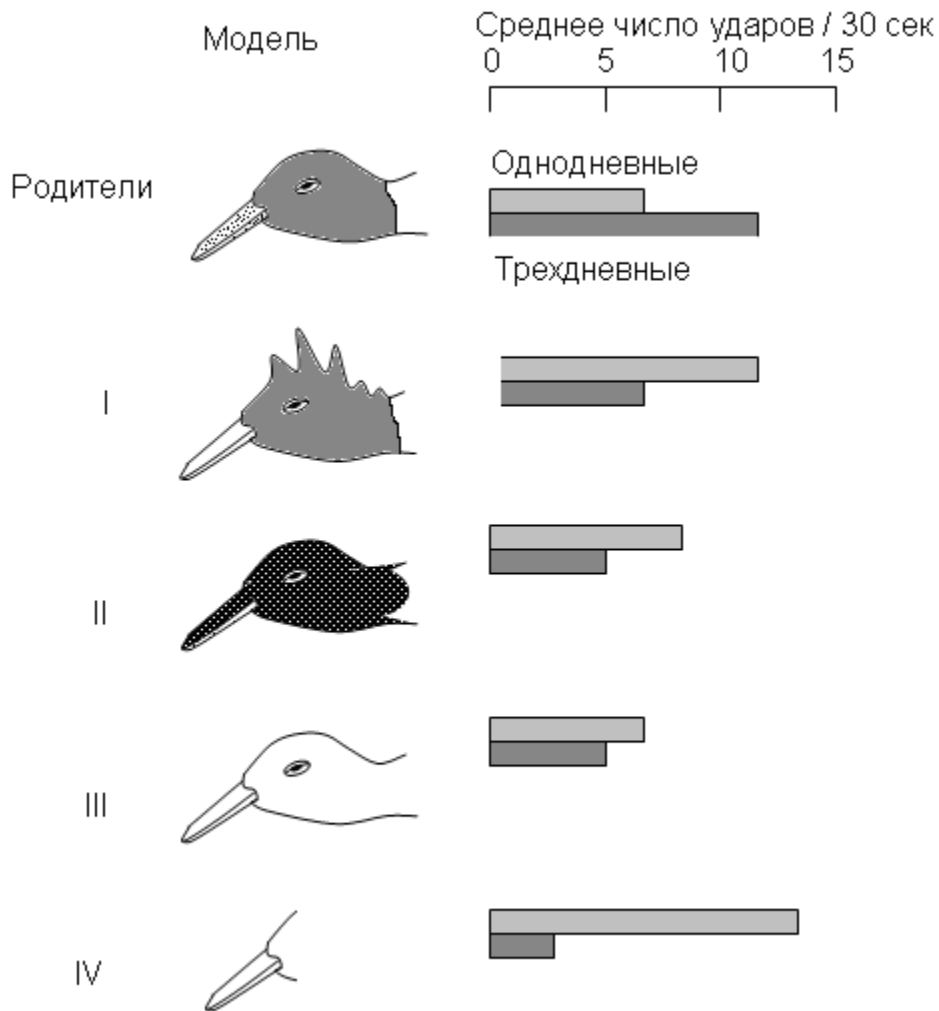 Модель
Среднее число ударов / 30 сек
0 5 10 15
Родители
Однодневные
Трехдневные
I
II
III
IV